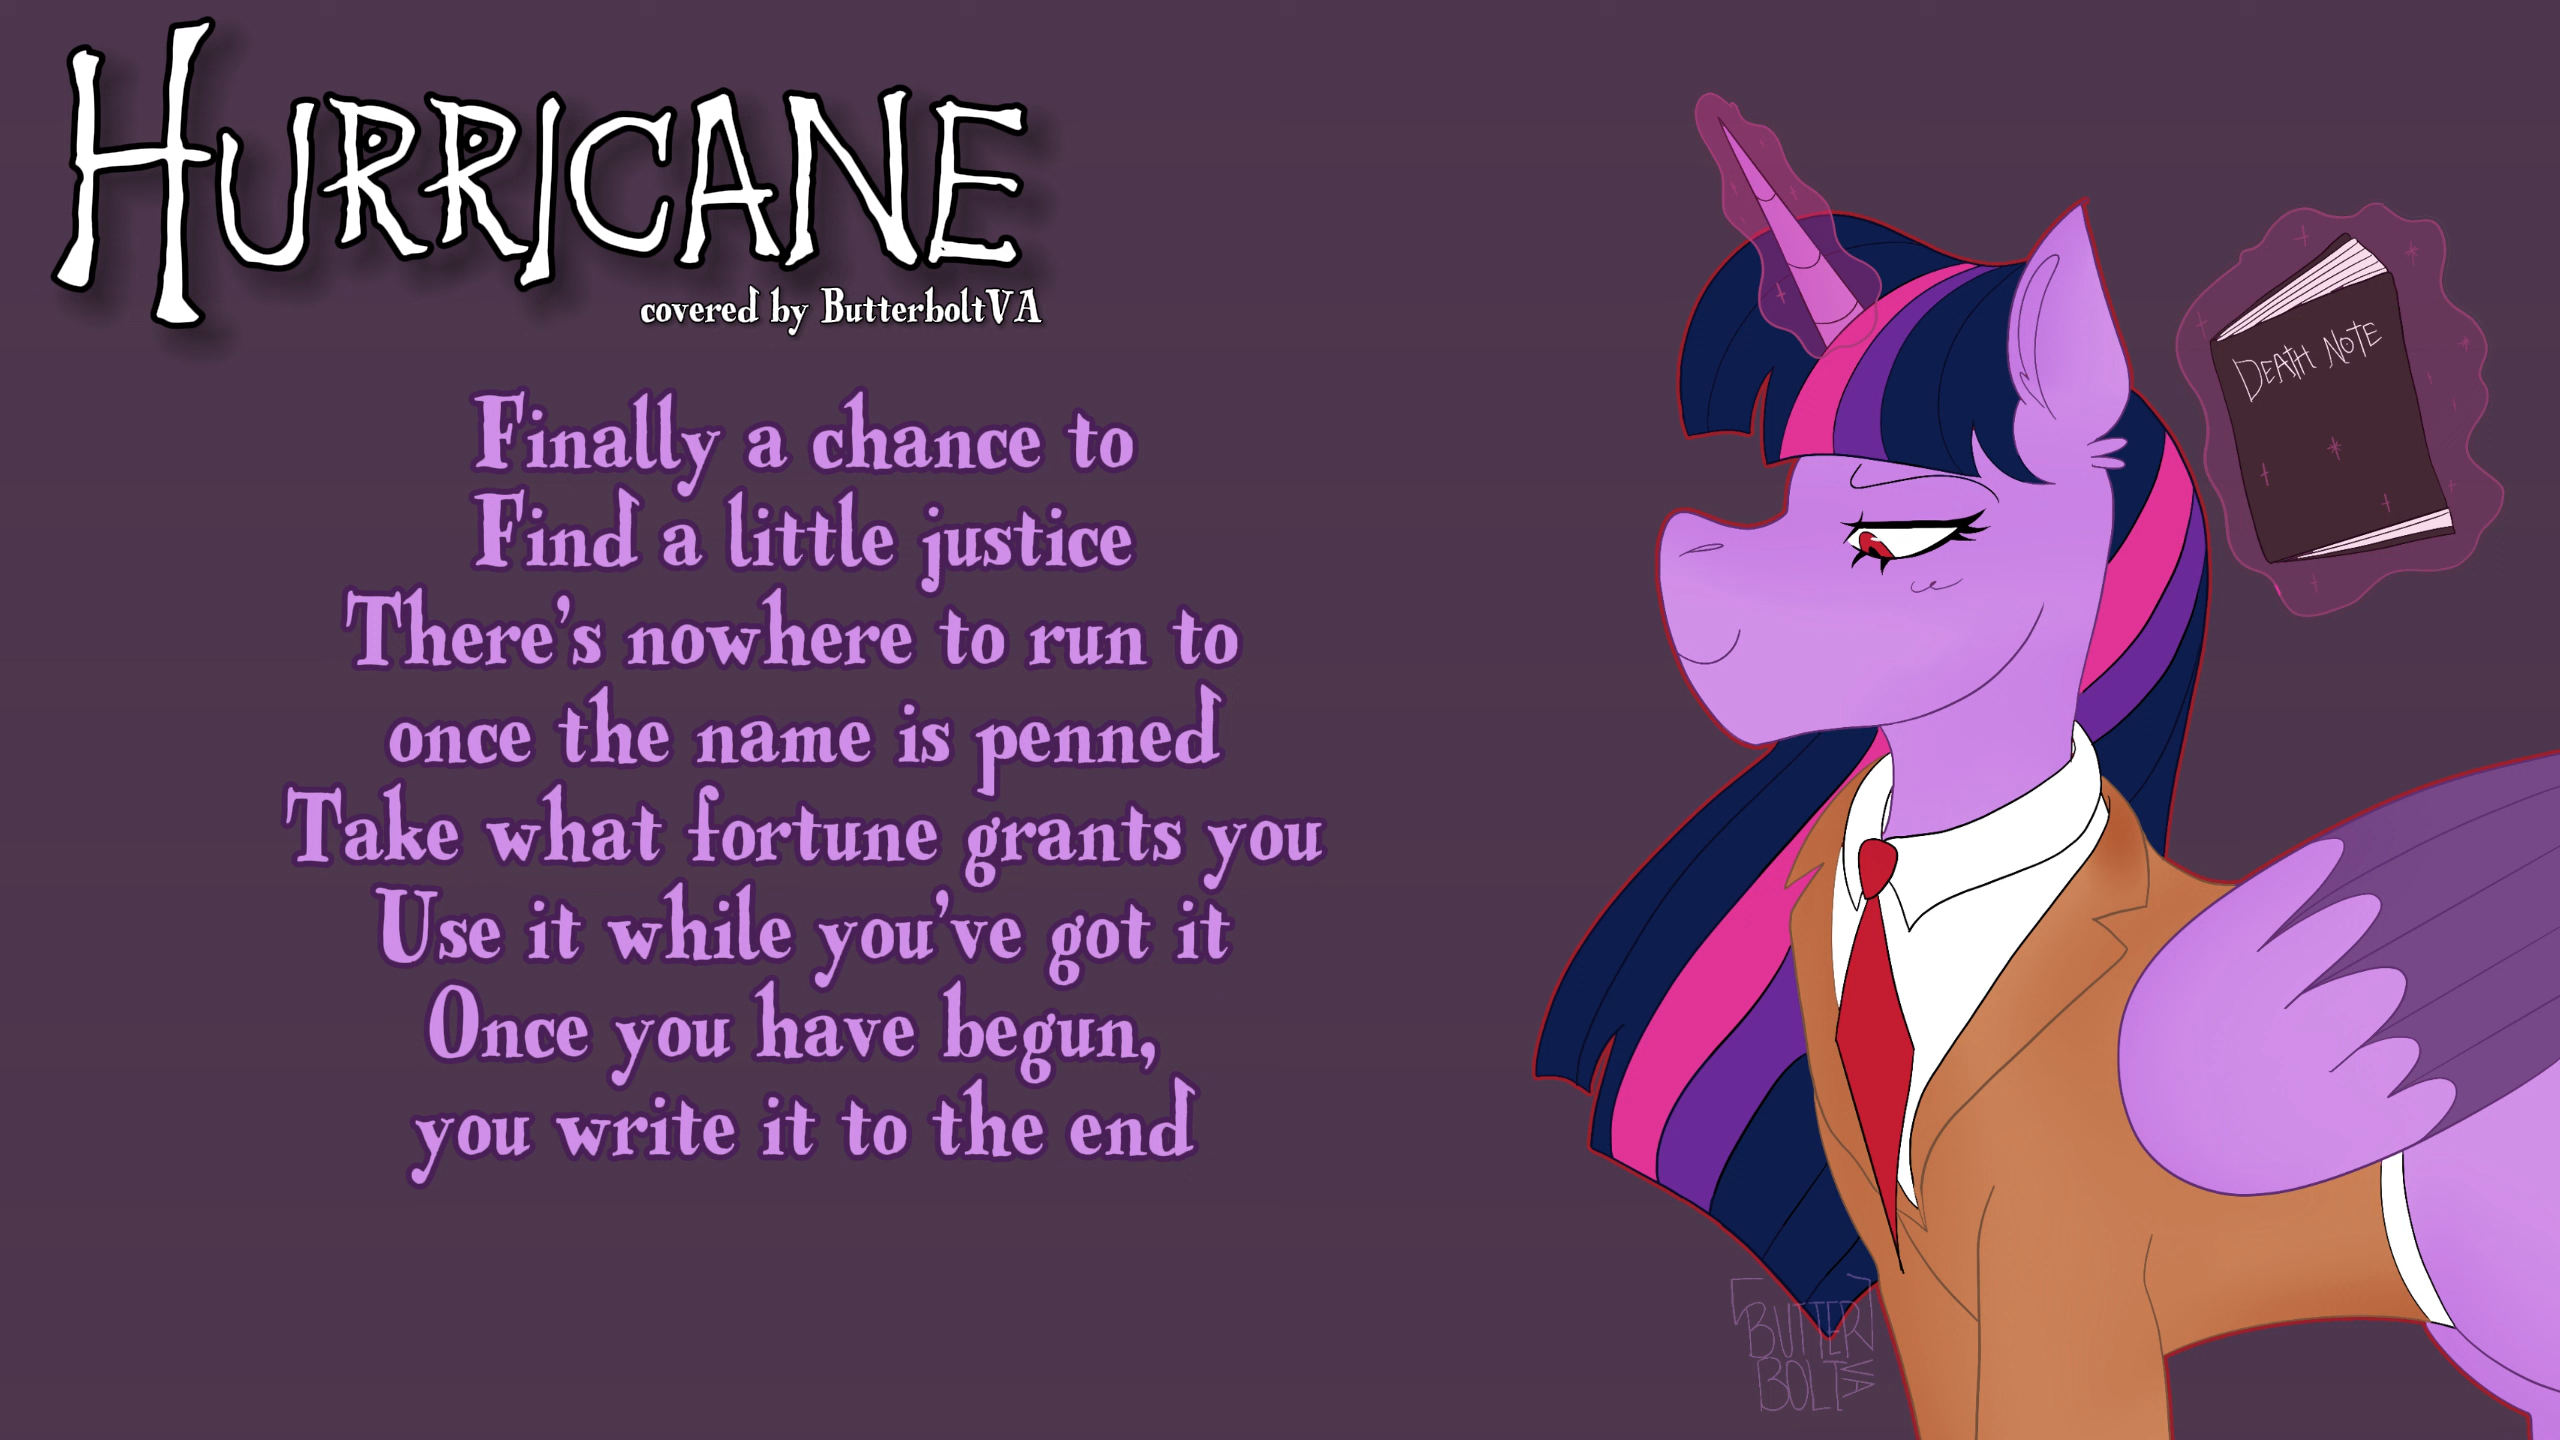 HURRICANE
covered by ButterboltVA
Finally a chance to
Find a little justice
There's nowhere to run to
once the name is penned
Take what fortune grants you
Use it while you've got it
Once you have begun,
you write it to the end
DEATH NOTE
BUTTER
BOLT VA